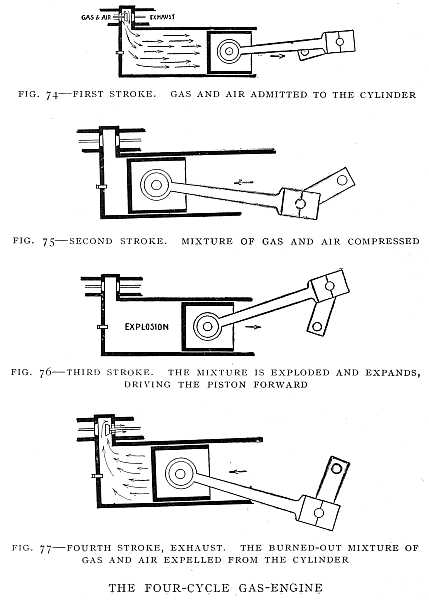 GAS & AIR EXHAUST
FIG. 74—FIRST STROKE. GAS AND AIR ADMITTED TO THE CYLINDER
FIG. 75—SECOND STROKE. MIXTURE OF GAS AND AIR COMPRESSED
EXPLOSION
FIG. 76—THIRD STROKE. THE MIXTURE IS EXPLODED AND EXPANDS,
DRIVING THE PISTON FORWARD
FIG. 77—FOURTH STROKE, EXHAUST. THE BURNED-OUT MIXTURE OF
GAS AND AIR EXPELLED FROM THE CYLINDER
THE FOUR-CYCLE GAS-ENGINE